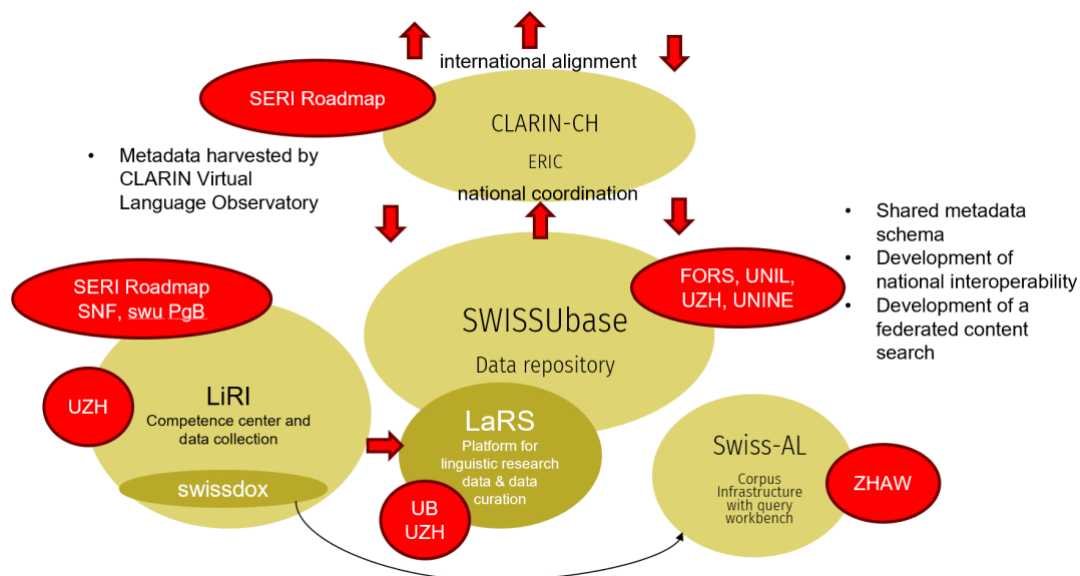 international alignment
SERI Roadmap
CLARIN-CH
ERIC
national coordination
• Metadata harvested by
CLARIN Virtual
Language Observatory
• Shared metadata
schema
• Development of
national interoperability
• Development of a
federated content
search
FORS, UNIL,
UZH, UNINE
SERI Roadmap
SNF, swu PgB
SWISSUbase
Data repository
UZH
LiRI
Competence center and
data collection
swissdox
LaRS
Platform for
linguistic research
data & data
curation
UB
UZH
Swiss-AL
Corpus
Infrastructure
with query
workbench
ZHAW